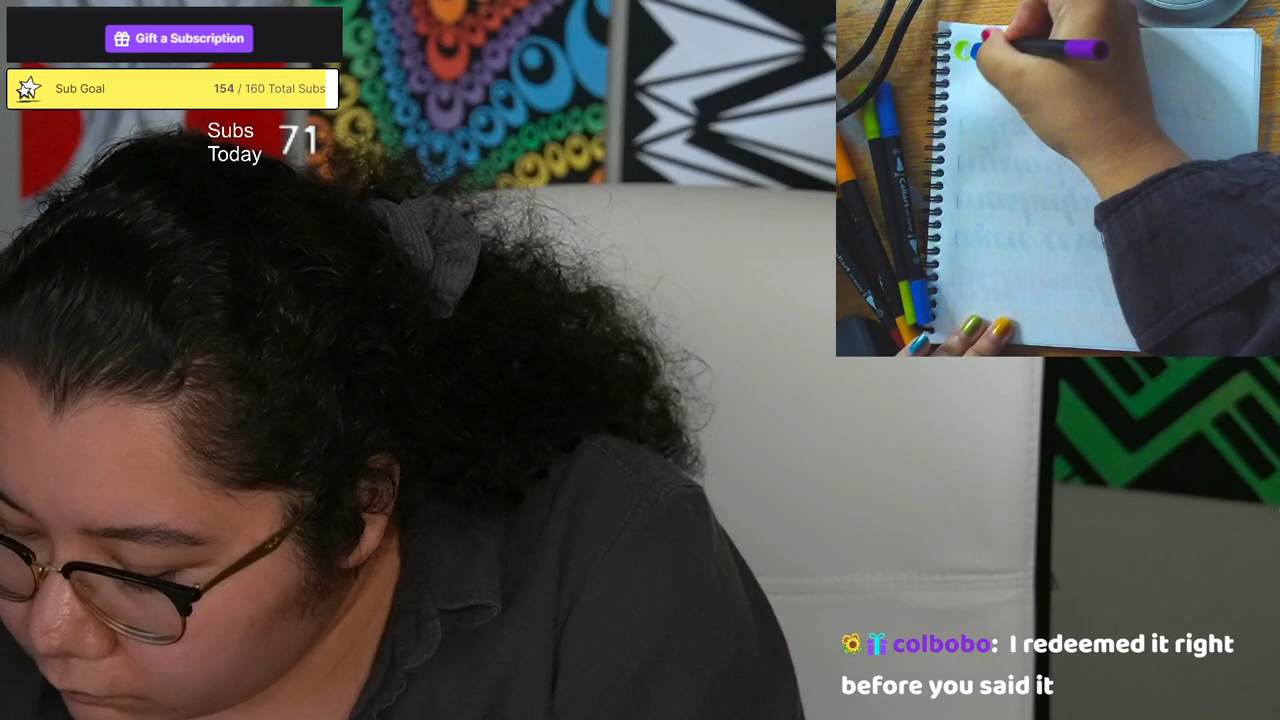 Gift a Subscription
Sub Goal 154 / 160 Total Subs
Subs
Today 71
colbobo: I redeemed it right
before you said it